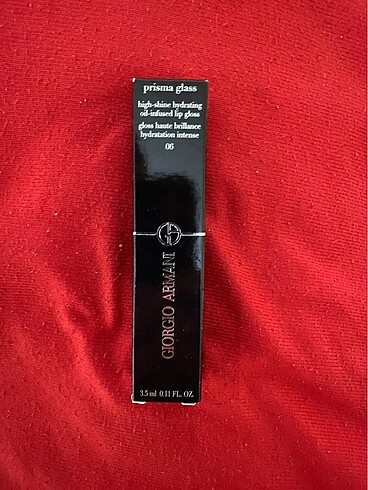 prisma glass
high-shine hydrating
oil-infused lip gloss
gloss haute brillance
hydratation intense
06
GIORGIO ARMANI
3.5 ml 0.11 FL. OZ.